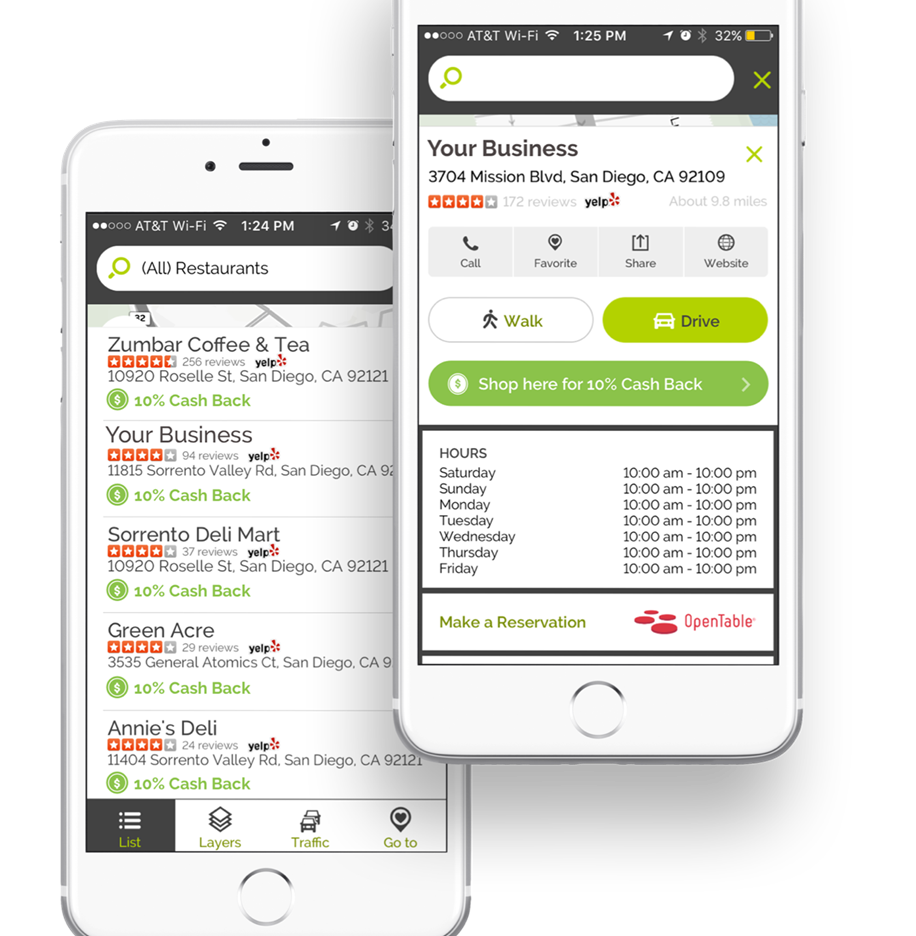 AT&T Wi-Fi 1:24 PM 34
(All) Restaurants
32
Zumbar Coffee & Tea
256 reviews yelp
10920 Roselle St, San Diego, CA 92121
10% Cash Back
Your Business
94 reviews yelp
11815 Sorrento Valley Rd, San Diego, CA 92
10% Cash Back
Sorrento Deli Mart
37 reviews yelp
10920 Roselle St, San Diego, CA 92121
10% Cash Back
Green Acre
29 reviews yelp
3535 General Atomics Ct, San Diego, CA 9
10% Cash Back
Annie's Deli
24 reviews yelp
11404 Sorrento Valley Rd, San Diego, CA 92121
10% Cash Back
List Layers Traffic Go to
AT&T Wi-Fi 1:25 PM 32%
Your Business
3704 Mission Blvd, San Diego, CA 92109
172 reviews yelp About 9.8 miles
Call Favorite Share Website
Walk Drive
Shop here for 10% Cash Back
HOURS
Saturday 10:00 am - 10:00 pm
Sunday 10:00 am - 10:00 pm
Monday 10:00 am - 10:00 pm
Tuesday 10:00 am - 10:00 pm
Wednesday 10:00 am - 10:00 pm
Thursday 10:00 am - 10:00 pm
Friday 10:00 am - 10:00 pm
Make a Reservation OpenTable